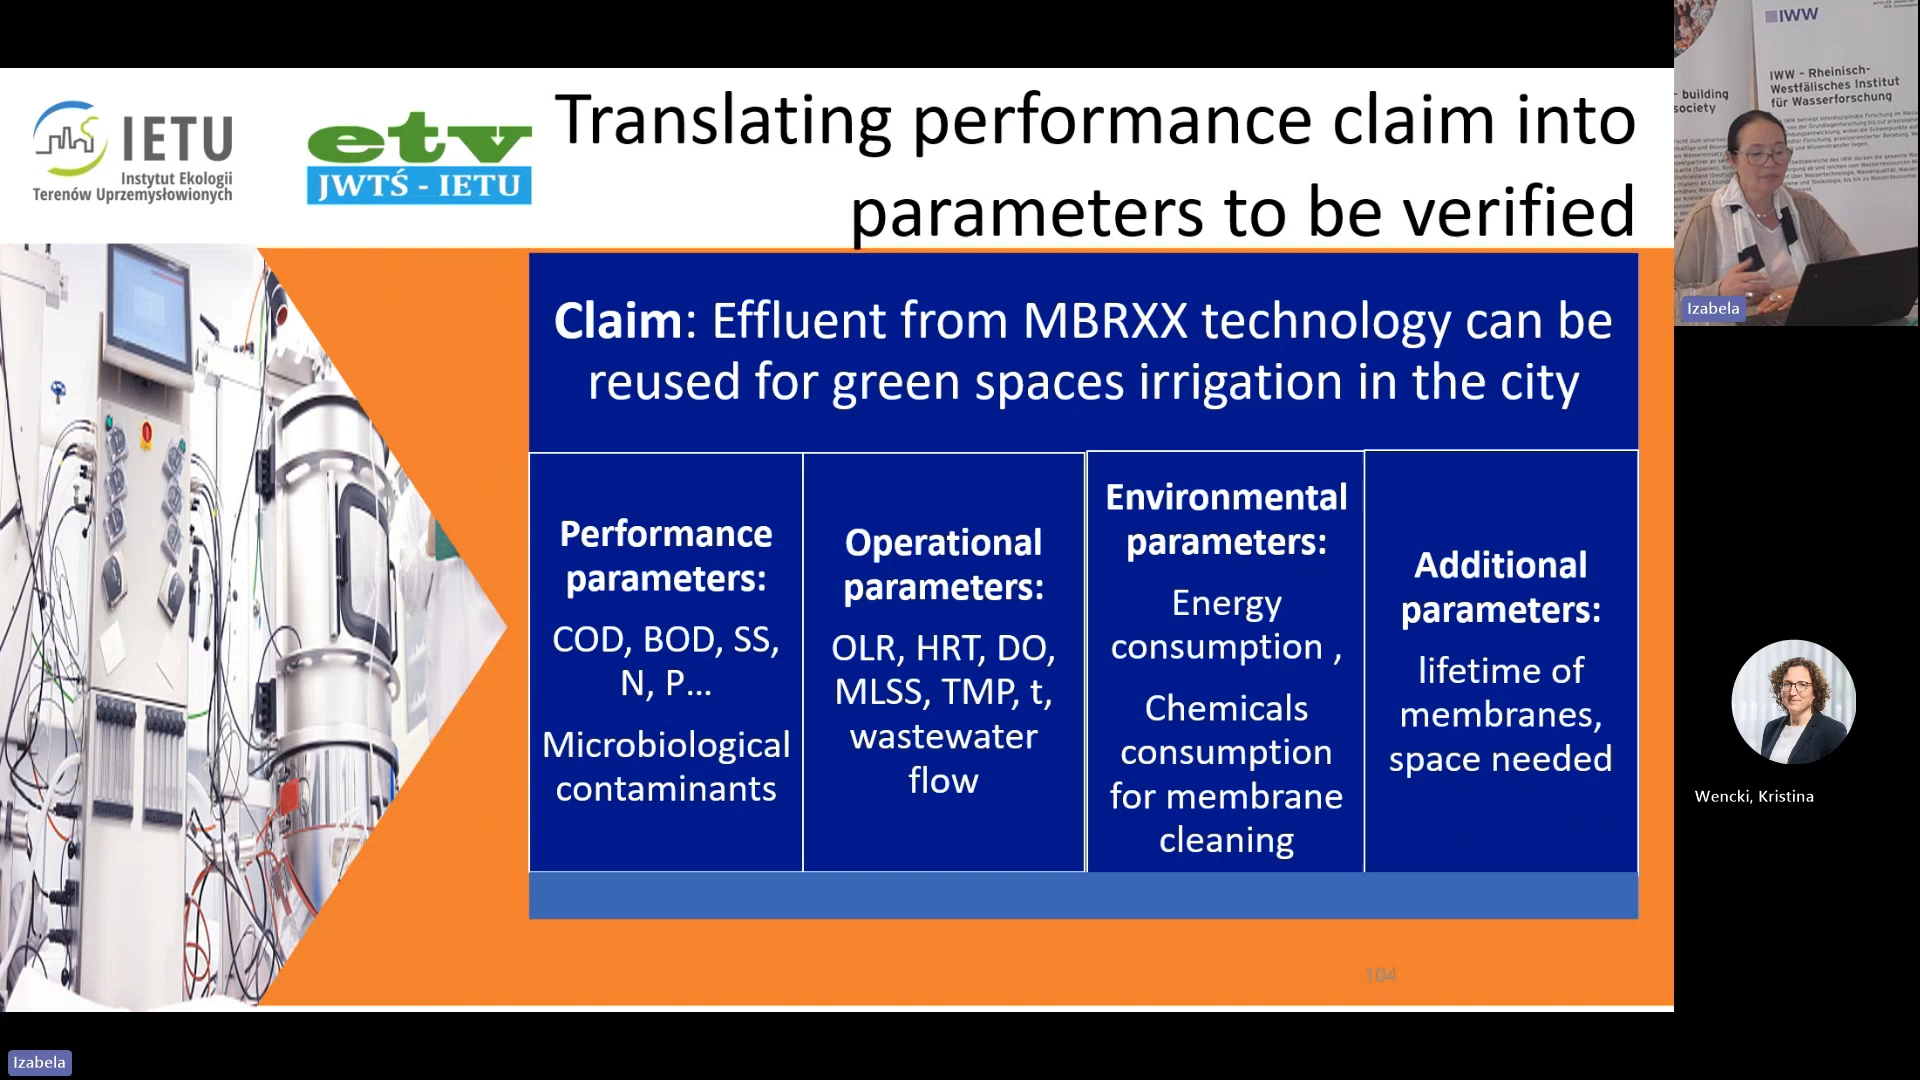 IETU
Instytut Ekologii
Terenów Uprzemysłowionych
etv
JWTŚ - IETU
Translating performance claim into
parameters to be verified
Claim: Effluent from MBRXX technology can be
reused for green spaces irrigation in the city
Performance
parameters:
COD, BOD, SS,
N, P...
Microbiological
contaminants
Operational
parameters:
OLR, HRT, DO,
MLSS, TMP, t,
wastewater
flow
Environmental
parameters:
Energy
consumption ,
Chemicals
consumption
for membrane
cleaning
Additional
parameters:
lifetime of
membranes,
space needed
104
IWW
IWW - Rheinisch-
Westfälisches Institut
für Wasserforschung
building
society
Izabela
Wencki, Kristina
Izabela